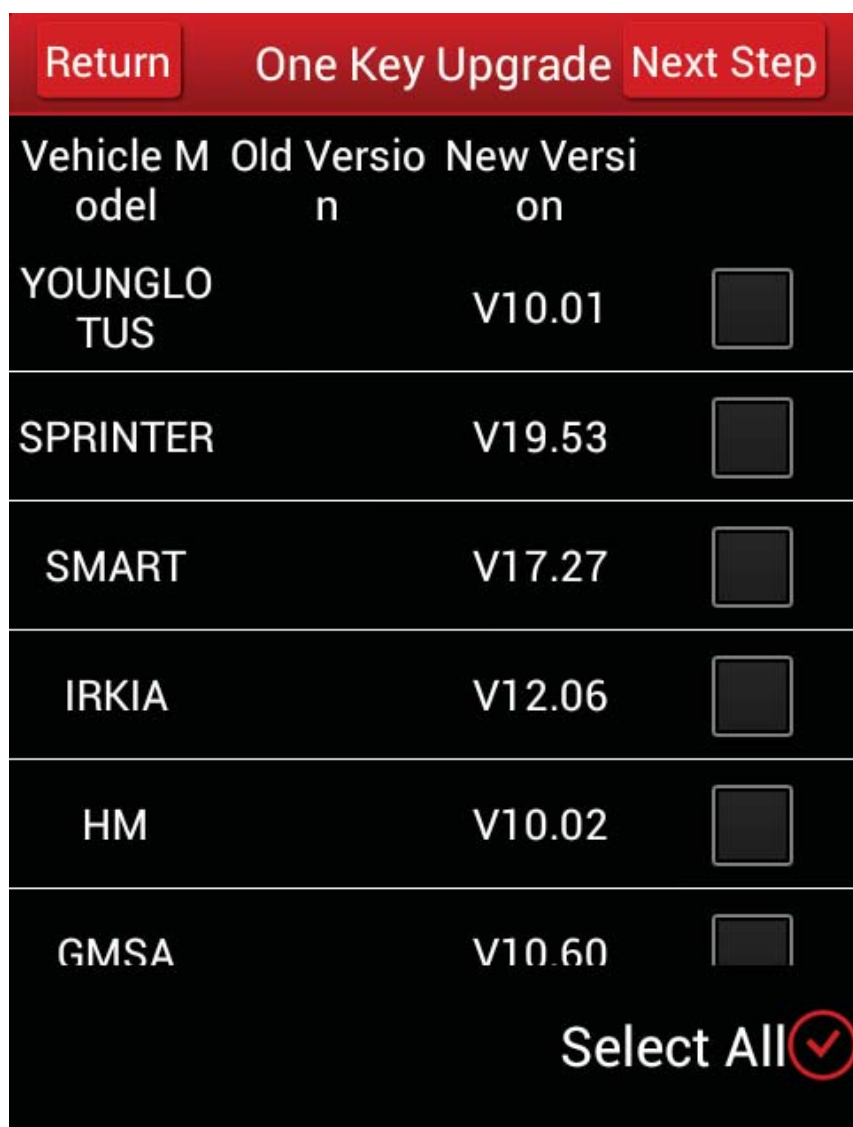 Return One Key Upgrade Next Step
Vehicle M Old Versio New Versi
odel n on
YOUNGLO
TUS V10.01
SPRINTER V19.53
SMART V17.27
IRKIA V12.06
HM V10.02
GMSA V10.60
Select All